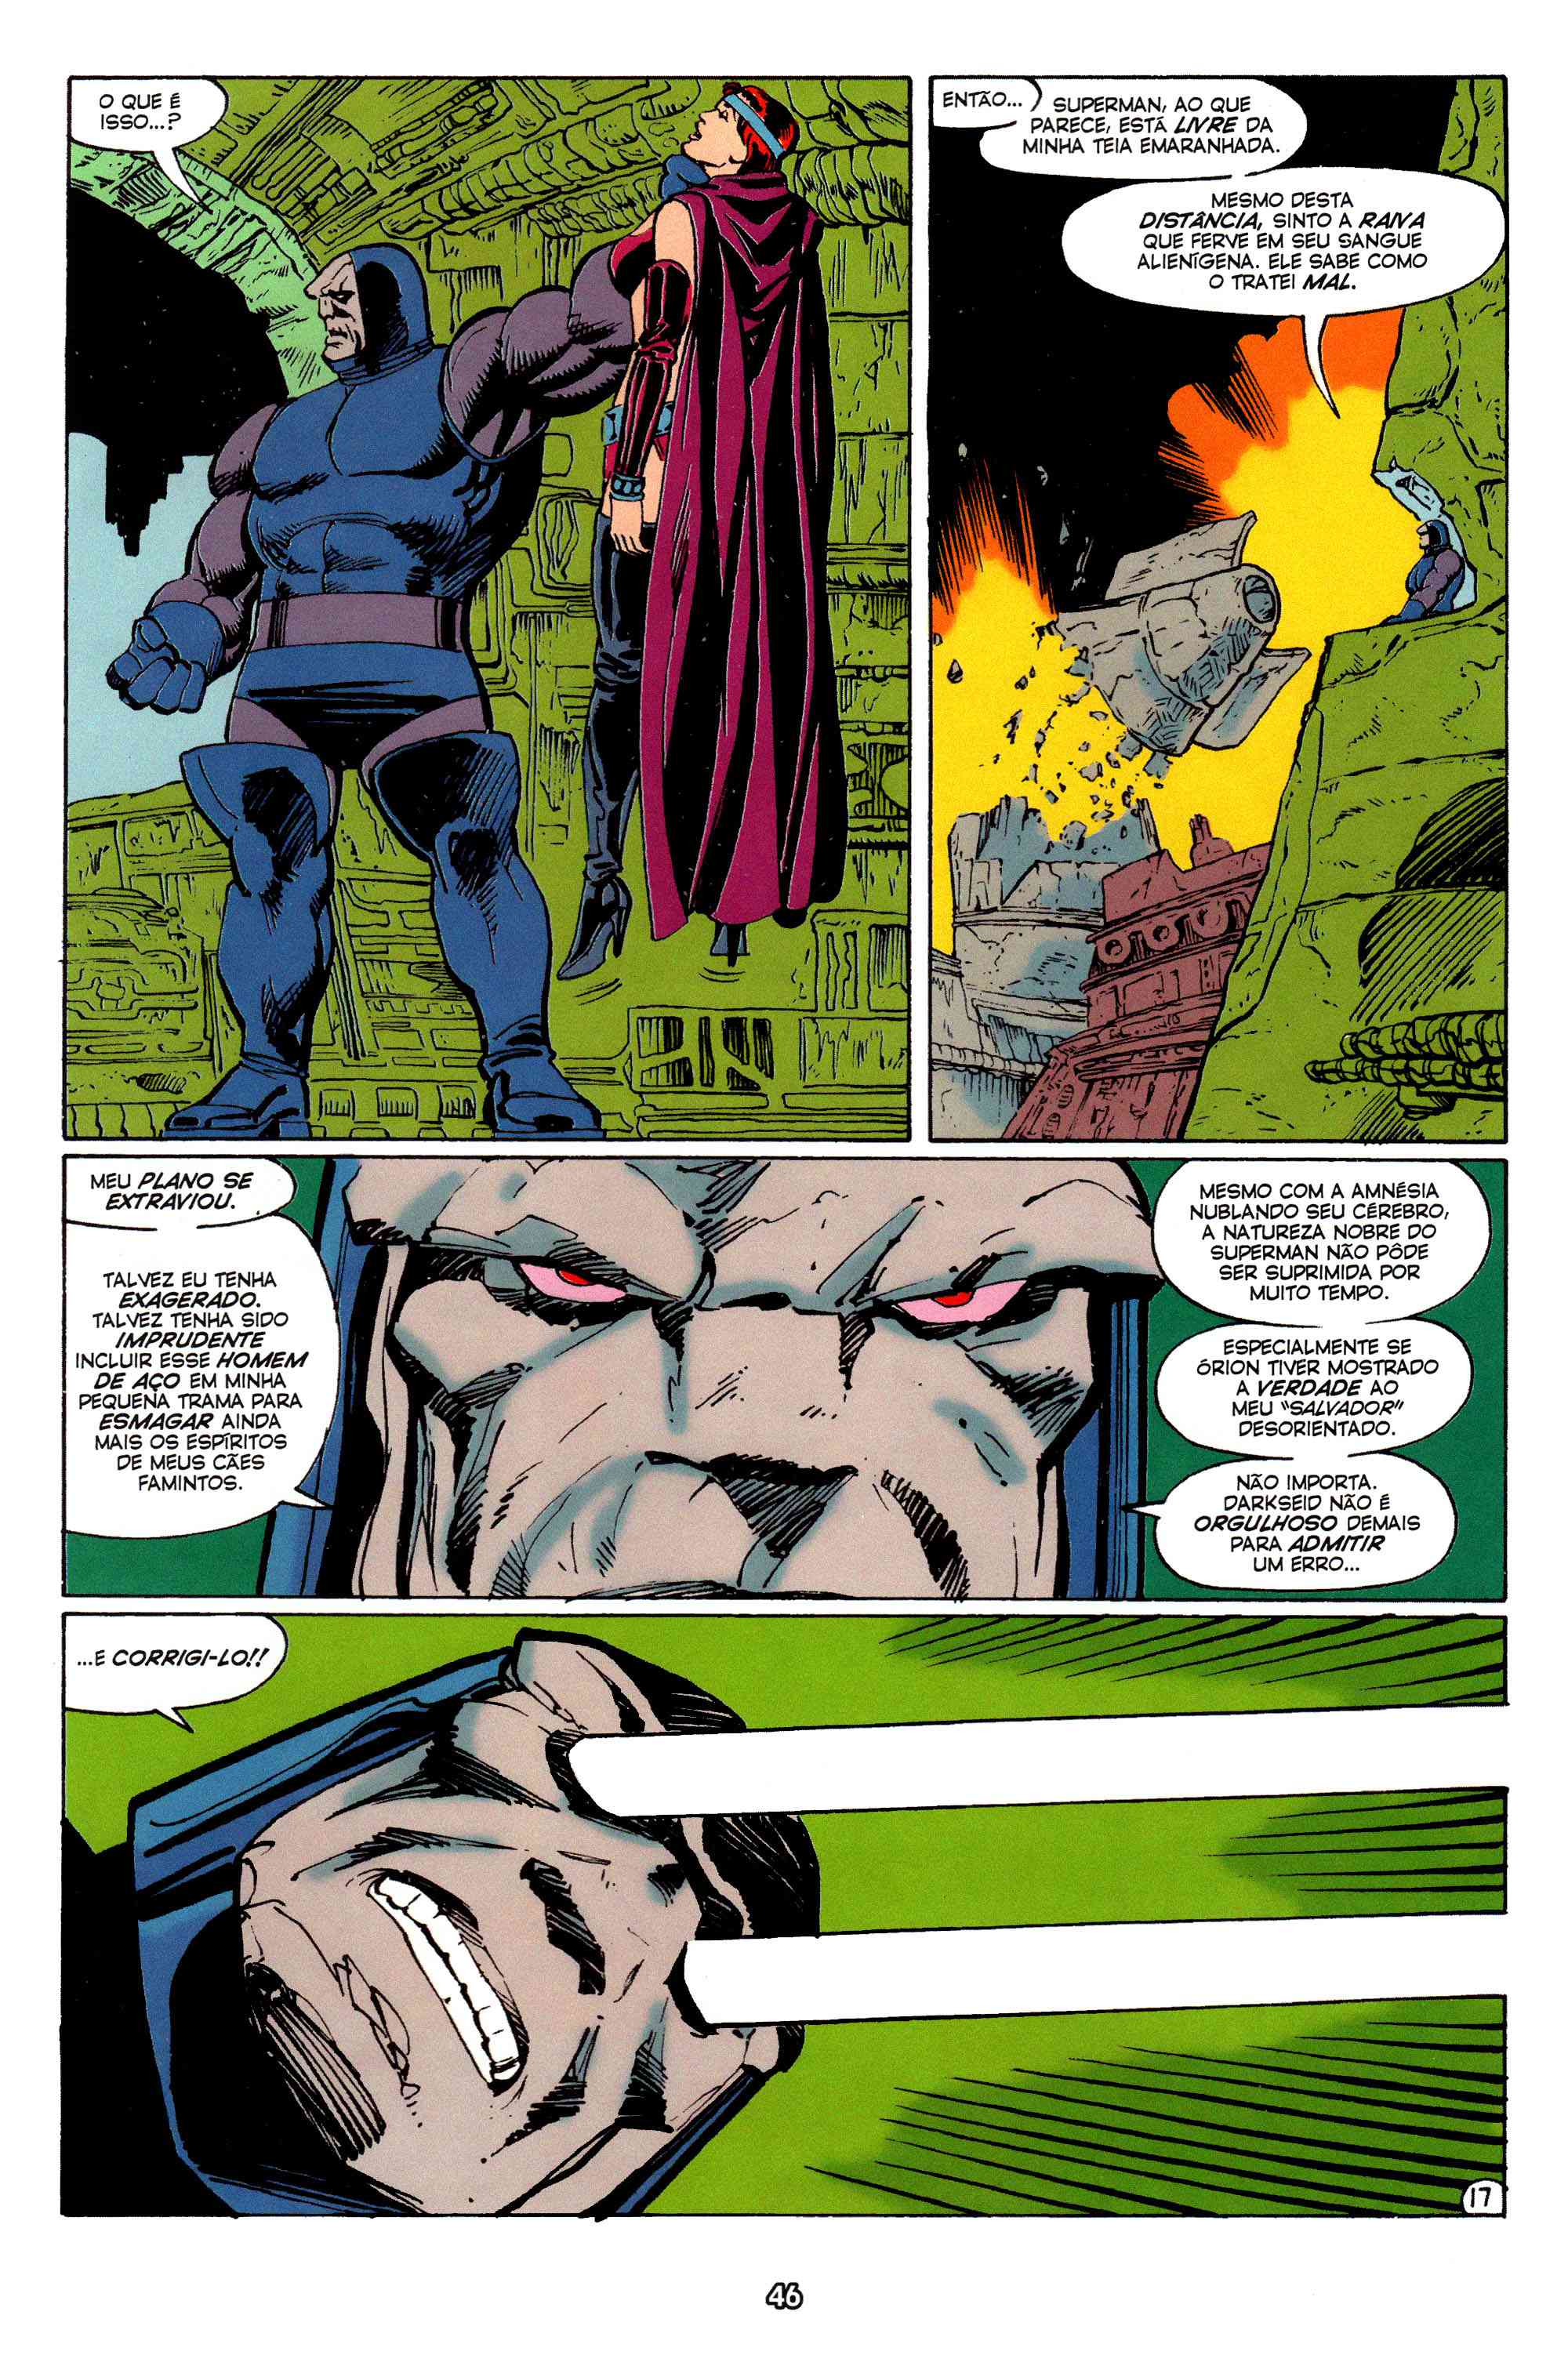 O QUE É
ISSO...?
ENTÃO...
SUPERMAN, AO QUE
PARECE, ESTÁ LIVRE DA
MINHA TEIA EMARANHADA.
MESMO DESTA
DISTÂNCIA, SINTO A RAIVA
QUE FERVE EM SEU SANGUE
ALIENÍGENA. ELE SABE COMO
O TRATEI MAL.
MEU PLANO SE
EXTRAVIOU.
TALVEZ EU TENHA
EXAGERADO.
TALVEZ TENHA SIDO
IMPRUDENTE
INCLUIR ESSE HOMEM
DE AÇO EM MINHA
PEQUENA TRAMA PARA
ESMAGAR AINDA
MAIS OS ESPÍRITOS
DE MEUS CÃES
FAMINTOS.
MESMO COM A AMNÉSIA
NUBLANDO SEU CÉREBRO,
A NATUREZA NOBRE DO
SUPERMAN NÃO PÔDE
SER SUPRIMIDA POR
MUITO TEMPO.
ESPECIALMENTE SE
ÓRION TIVER MOSTRADO
A VERDADE AO
MEU "SALVADOR"
DESORIENTADO.
NÃO IMPORTA.
DARKSEID NÃO É
ORGULHOSO DEMAIS
PARA ADMITIR
UM ERRO...
...E CORRIGI-LO!!
17
46